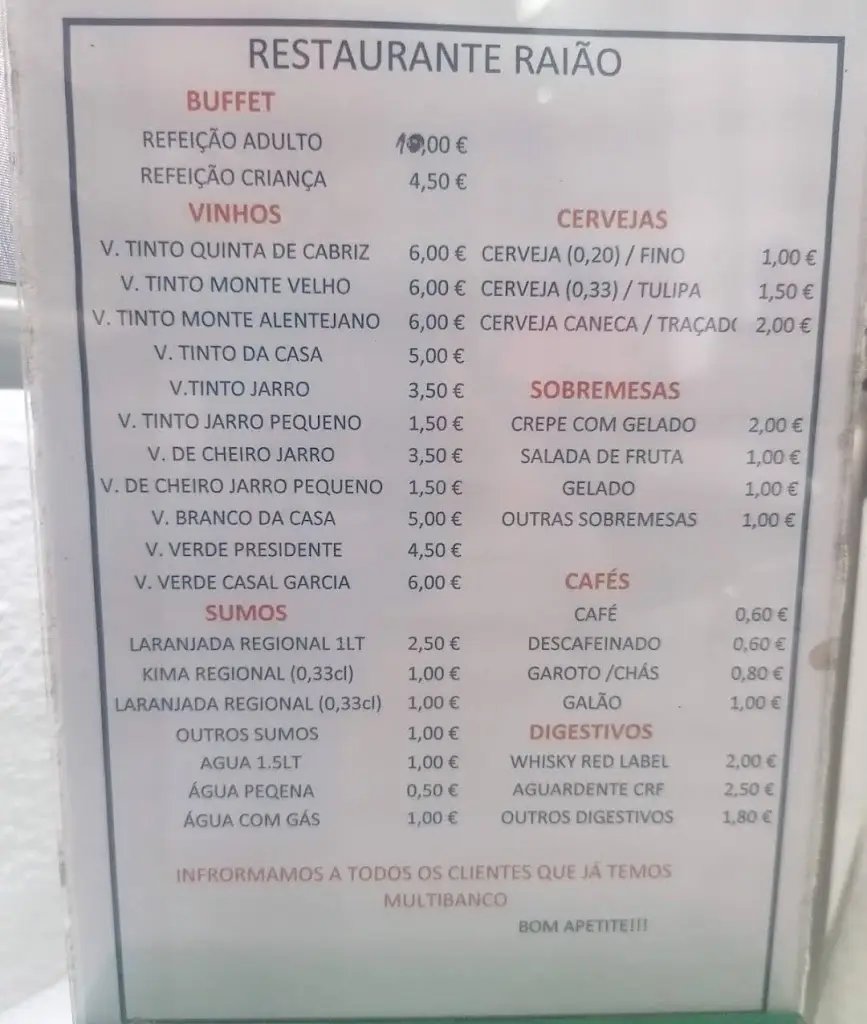 RESTAURANTE RAIÃO
BUFFET
REFEIÇÃO ADULTO 10,00 €
REFEIÇÃO CRIANÇA 4,50 €
VINHOS
V. TINTO QUINTA DE CABRIZ 6,00 €
V. TINTO MONTE VELHO 6,00 €
V. TINTO MONTE ALENTEJANO 6,00 €
V. TINTO DA CASA 5,00 €
V.TINTO JARRO 3,50 €
V. TINTO JARRO PEQUENO 1,50 €
V. DE CHEIRO JARRO 3,50 €
V. DE CHEIRO JARRO PEQUENO 1,50 €
V. BRANCO DA CASA 5,00 €
V. VERDE PRESIDENTE 4,50 €
V. VERDE CASAL GARCIA 6,00 €
SUMOS
LARANJADA REGIONAL 1LT 2,50 €
KIMA REGIONAL (0,33cl) 1,00 €
LARANJADA REGIONAL (0,33cl) 1,00 €
OUTROS SUMOS 1,00 €
AGUA 1.5LT 1,00 €
ÁGUA PEQENA 0,50 €
ÁGUA COM GÁS 1,00 €
CERVEJAS
CERVEJA (0,20) / FINO 1,00 €
CERVEJA (0,33) / TULIPA 1,50 €
CERVEJA CANECA / TRAÇADO 2,00 €
SOBREMESAS
CREPE COM GELADO 2,00 €
SALADA DE FRUTA 1,00 €
GELADO 1,00 €
OUTRAS SOBREMESAS 1,00 €
CAFÉS
CAFÉ 0,60 €
DESCAFEINADO 0,60 €
GAROTO /CHÁS 0,80 €
GALÃO 1,00 €
DIGESTIVOS
WHISKY RED LABEL 2,00 €
AGUARDENTE CRF 2,50 €
OUTROS DIGESTIVOS 1,80 €
INFRORMAMOS A TODOS OS CLIENTES QUE JÁ TEMOS
MULTIBANCO
BOM APETITE!!!